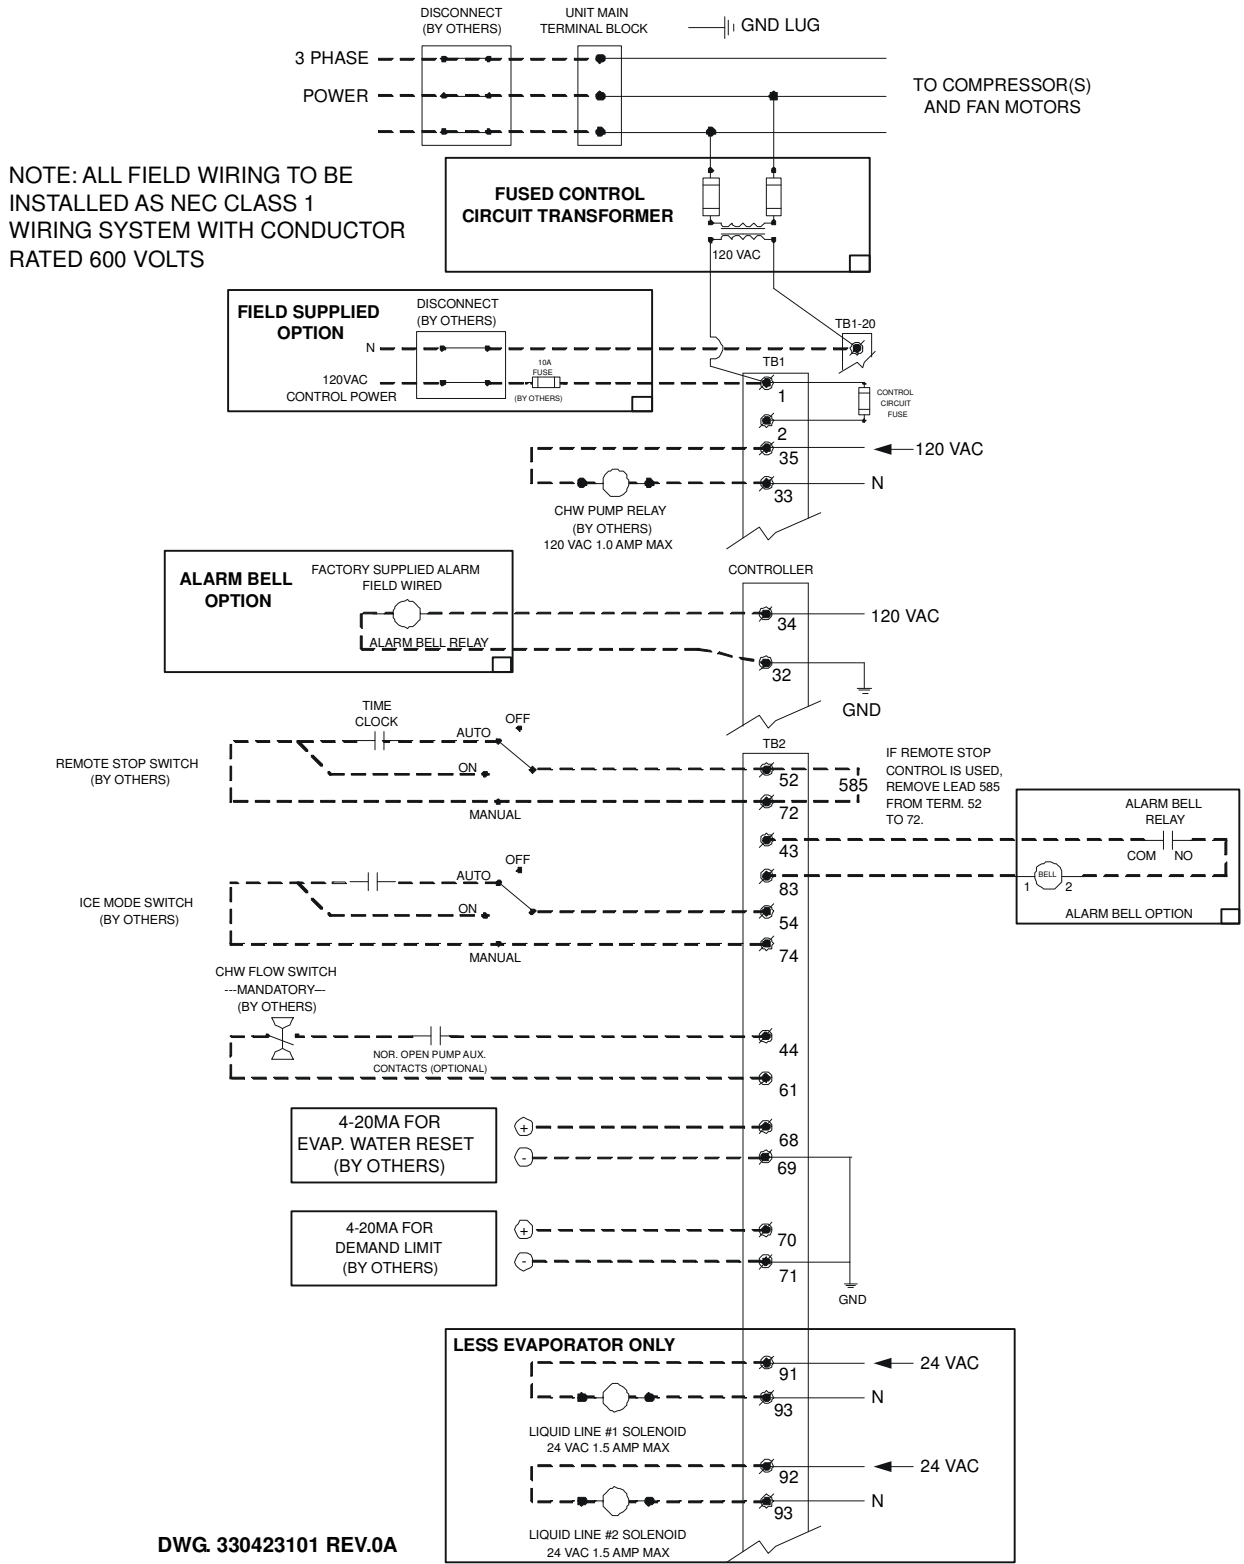 DISCONNECT
(BY OTHERS)
UNIT MAIN
TERMINAL BLOCK
GND LUG
3 PHASE
POWER
TO COMPRESSOR(S)
AND FAN MOTORS
NOTE: ALL FIELD WIRING TO BE
INSTALLED AS NEC CLASS 1
WIRING SYSTEM WITH CONDUCTOR
RATED 600 VOLTS
FUSED CONTROL
CIRCUIT TRANSFORMER
120 VAC
FIELD SUPPLIED
OPTION
DISCONNECT
(BY OTHERS)
N
120VAC
CONTROL POWER
10A
FUSE
(BY OTHERS)
TB1-20
TB1
1
2
CONTROL
CIRCUIT
FUSE
35
120 VAC
33
N
CHW PUMP RELAY
(BY OTHERS)
120 VAC 1.0 AMP MAX
ALARM BELL
OPTION
FACTORY SUPPLIED ALARM
FIELD WIRED
ALARM BELL RELAY
CONTROLLER
34
120 VAC
32
GND
TIME
CLOCK
OFF
AUTO
ON
MANUAL
REMOTE STOP SWITCH
(BY OTHERS)
TB2
52
72
585
IF REMOTE STOP
CONTROL IS USED,
REMOVE LEAD 585
FROM TERM. 52
TO 72.
43
83
ALARM BELL
RELAY
COM
NO
BELL
1
2
ALARM BELL OPTION
OFF
AUTO
ON
MANUAL
ICE MODE SWITCH
(BY OTHERS)
54
74
CHW FLOW SWITCH
---MANDATORY–-
(BY OTHERS)
NOR. OPEN PUMP AUX.
CONTACTS (OPTIONAL)
44
61
4-20MA FOR
EVAP. WATER RESET
(BY OTHERS)
+
-
68
69
4-20MA FOR
DEMAND LIMIT
(BY OTHERS)
+
-
70
71
GND
LESS EVAPORATOR ONLY
91
24 VAC
93
N
LIQUID LINE #1 SOLENOID
24 VAC 1.5 AMP MAX
92
24 VAC
93
N
LIQUID LINE #2 SOLENOID
24 VAC 1.5 AMP MAX
DWG. 330423101 REV.0A